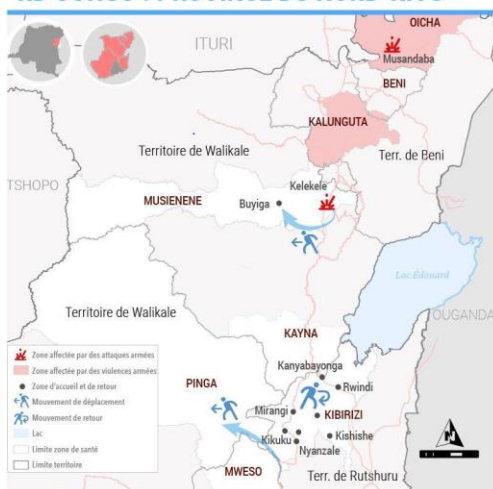 OICHA
ITURI
Musandaba
BENI
KALUNGUTA
Territoire de Walikale
Terr. de Beni
TSHOPO
Kelekele
MUSIENENE
Buyiga
Lac Édouard
Territoire de Walikale
OUGANDA
KAYNA
Zone affectée par des attaques armées
Kanyabayonga
Zone affectée par des violences armées
PINGA
Rwindi
Zone d'accueil et de retour
Mouvement de déplacement
Mirangi
KIBIRIZI
Mouvement de retour
Lac
Kikuku
Kishishe
Limite zone de santé
Nyanzale
Limite territoire
MWESO
Terr. de Rutshuru
N